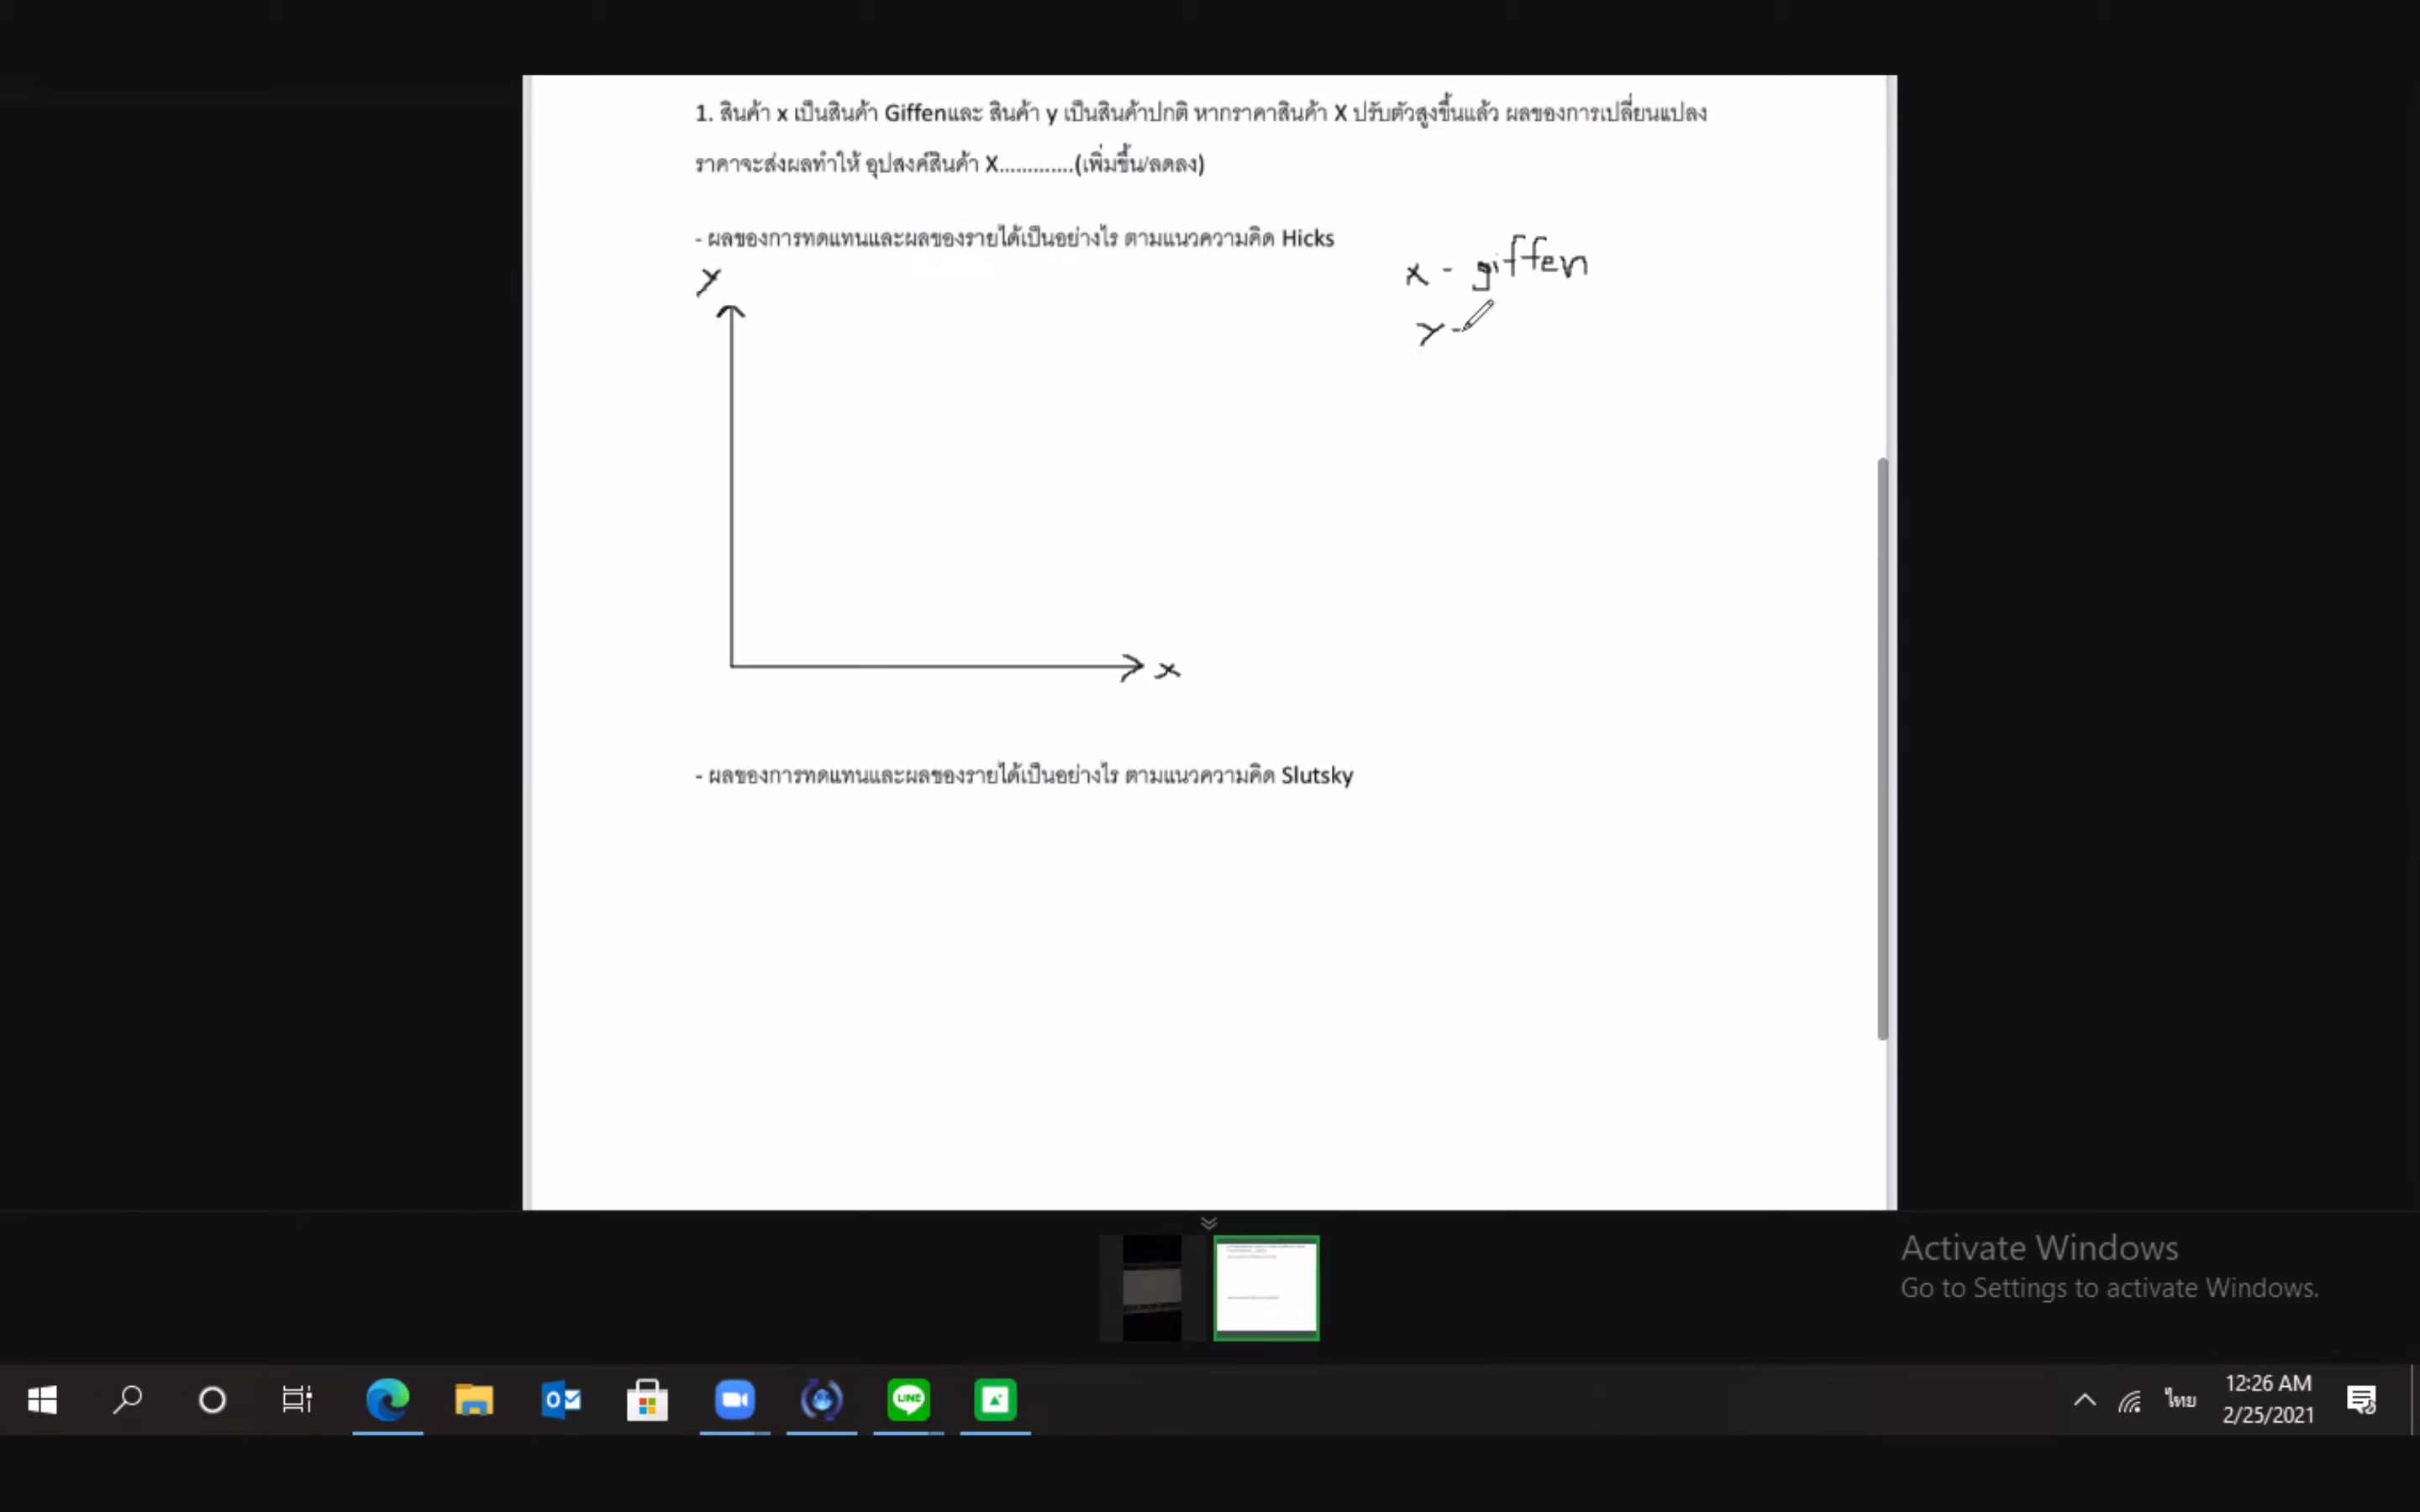 1. สินค้า x เป็นสินค้า Giffenและ สินค้า y เป็นสินค้าปกติ หากราคาสินค้า X ปรับตัวสูงขึ้นแล้ว ผลของการเปลี่ยนแปลง
ราคาจะส่งผลทำให้ อุปสงค์สินค้า X.............(เพิ่มขึ้น/ลดลง)
- ผลของการทดแทนและผลของรายได้เป็นอย่างไร ตามแนวความคิด Hicks
y
x - giffen
y -
x
- ผลของการทดแทนและผลของรายได้เป็นอย่างไร ตามแนวความคิด Slutsky
Activate Windows
Go to Settings to activate Windows.
LINE
ไทย
12:26 AM
2/25/2021